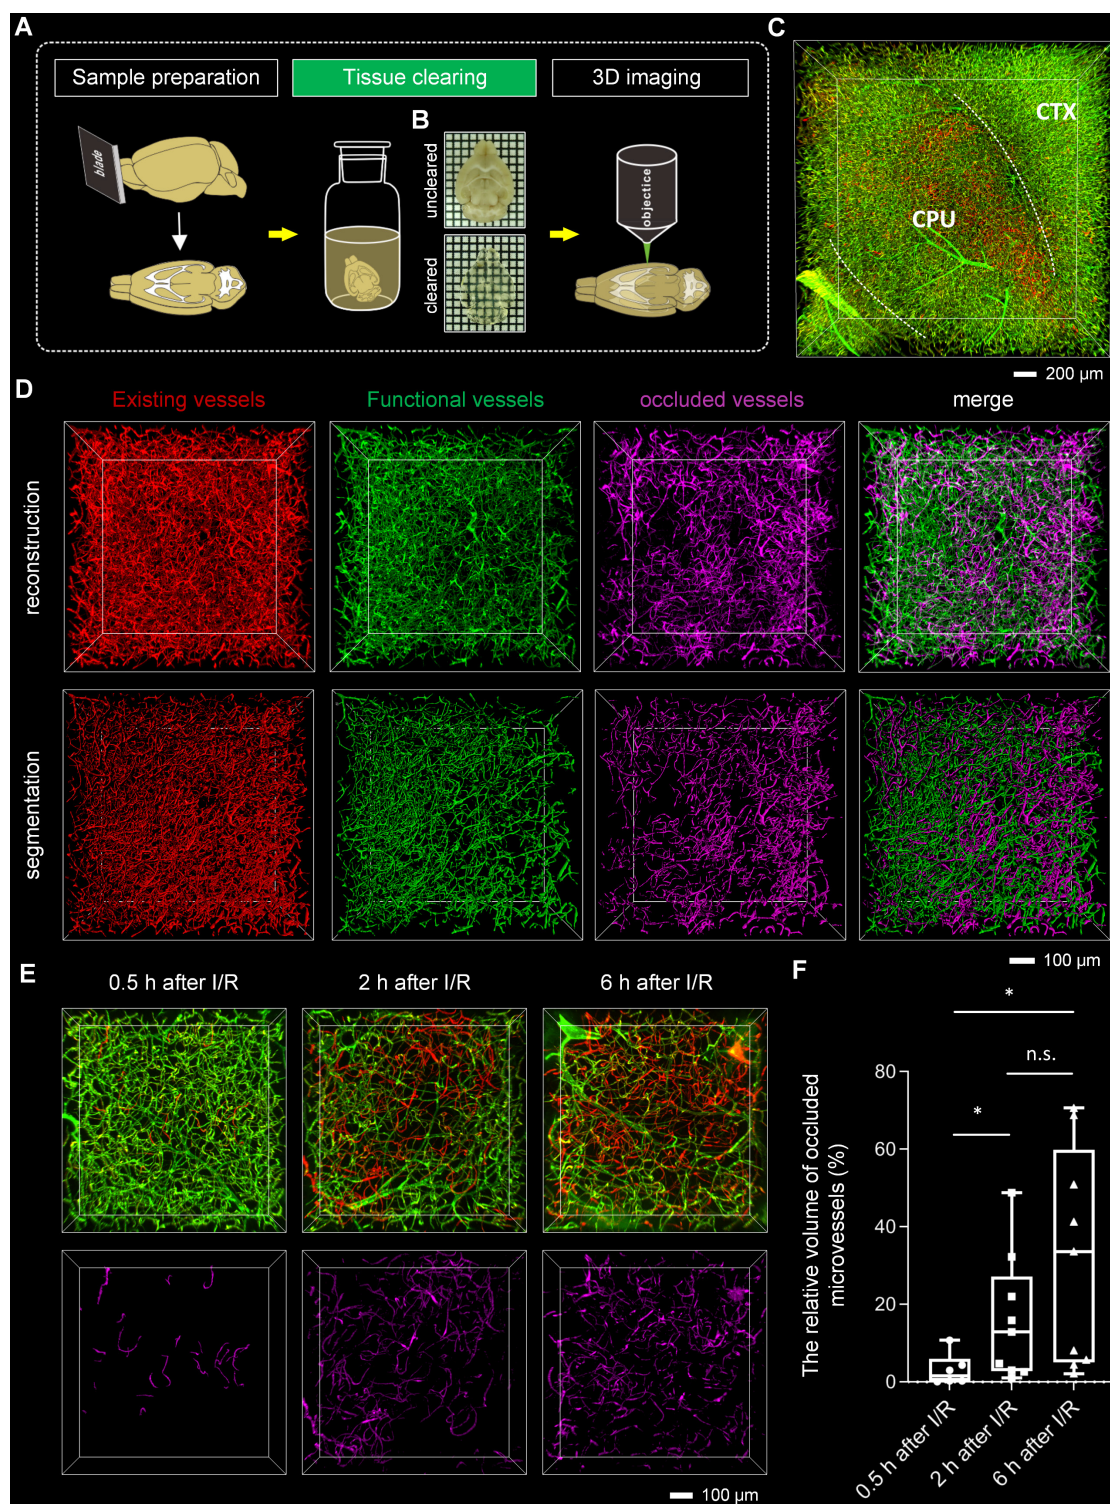 A
Sample preparation
Tissue clearing
3D imaging
blade
B
uncleared
cleared
objectice
C
CTX
CPU
200 µm
D
Existing vessels
Functional vessels
occluded vessels
merge
reconstruction
segmentation
100 µm
E
0.5 h after I/R
2 h after I/R
6 h after I/R
100 µm
F
*
n.s.
*
The relative volume of occluded
microvessels (%)
80
60
40
20
0
0.5 h after I/R
2 h after I/R
6 h after I/R